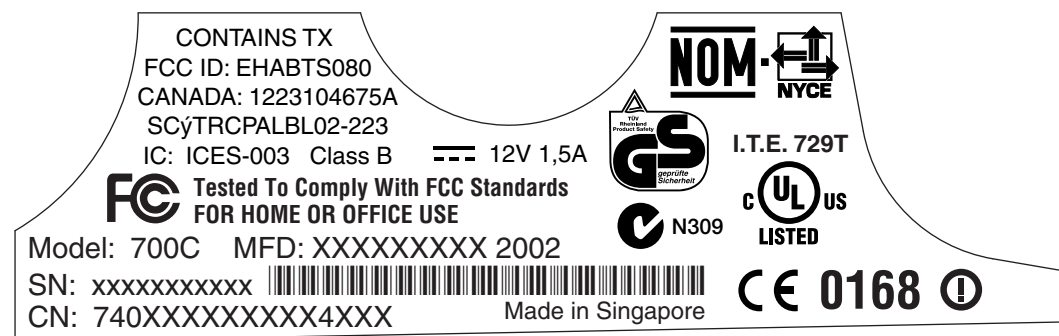 CONTAINS TX
FCC ID: EHABTS080
CANADA: 1223104675A
SCýTRCPALBL02-223
IC: ICES-003 Class B
12V 1,5A
FC Tested To Comply With FCC Standards
FOR HOME OR OFFICE USE
Model: 700C MFD: XXXXXXXXX 2002
SN: xxxxxxxxxxx
CN: 740XXXXXXXXX4XXX
Made in Singapore
NOM-
NYCE
TÜV
Rheinland
Product Safety
GS
geprüfte
Sicherheit
I.T.E. 729T
C UL US
LISTED
N309
CE 0168